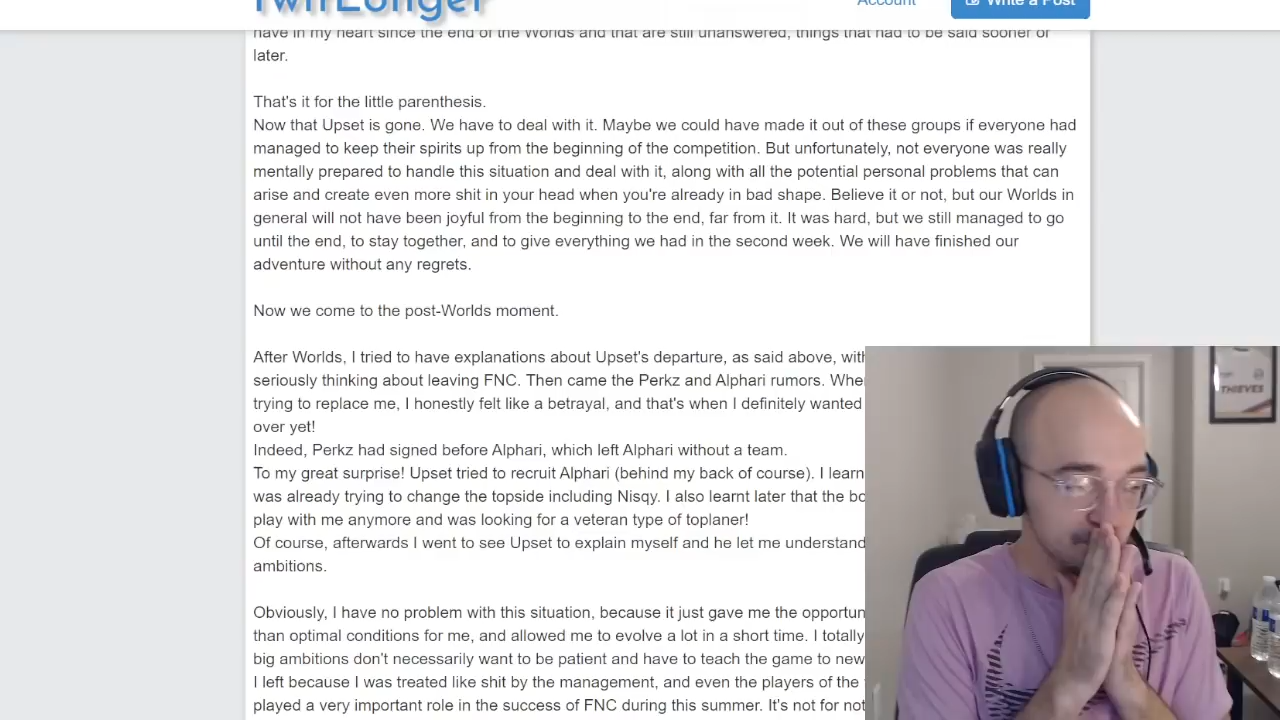 TwitLonger
Account
Write a Post
have in my heart since the end of the Worlds and that are still unanswered, things that had to be said sooner or
later.
That's it for the little parenthesis.
Now that Upset is gone. We have to deal with it. Maybe we could have made it out of these groups if everyone had
managed to keep their spirits up from the beginning of the competition. But unfortunately, not everyone was really
mentally prepared to handle this situation and deal with it, along with all the potential personal problems that can
arise and create even more shit in your head when you're already in bad shape. Believe it or not, but our Worlds in
general will not have been joyful from the beginning to the end, far from it. It was hard, but we still managed to go
until the end, to stay together, and to give everything we had in the second week. We will have finished our
adventure without any regrets.
Now we come to the post-Worlds moment.
After Worlds, I tried to have explanations about Upset's departure, as said above, with
seriously thinking about leaving FNC. Then came the Perkz and Alphari rumors.
trying to replace me, I honestly felt like a betrayal, and that's when I definitely wanted
over yet!
Indeed, Perkz had signed before Alphari, which left Alphari without a team.
To my great surprise! Upset tried to recruit Alphari (behind my back of course). I learn
was already trying to change the topside including Nisqy. I also learnt later that the bo
play with me anymore and was looking for a veteran type of toplaner!
Of course, afterwards I went to see Upset to explain myself and he let me understand
ambitions.
Obviously, I have no problem with this situation, because it just gave me the opportun
than optimal conditions for me, and allowed me to evolve a lot in a short time. I totally
big ambitions don't necessarily want to be patient and have to teach the game to new
I left because I was treated like shit by the management, and even the players of the
played a very important role in the success of FNC during this summer. It's not for not
THIEVES